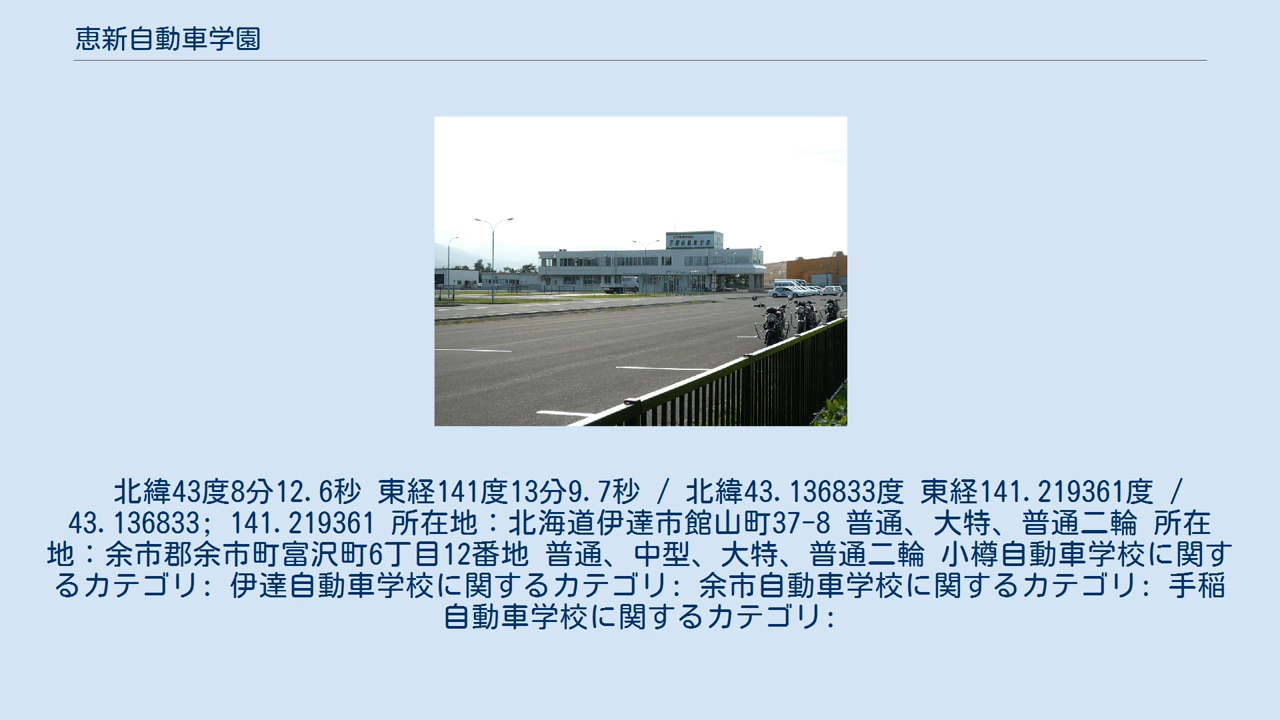 恵新自動車学園
北緯43度8分12.6秒 東経141度13分9.7秒 / 北緯43.136833度 東経141.219361度 /
43.136833; 141.219361 所在地：北海道伊達市館山町37-8 普通、大特、普通二輪 所在
地：余市郡余市町富沢町6丁目12番地 普通、中型、大特、普通二輪 小樽自動車学校に関す
るカテゴリ: 伊達自動車学校に関するカテゴリ: 余市自動車学校に関するカテゴリ: 手稲
自動車学校に関するカテゴリ: